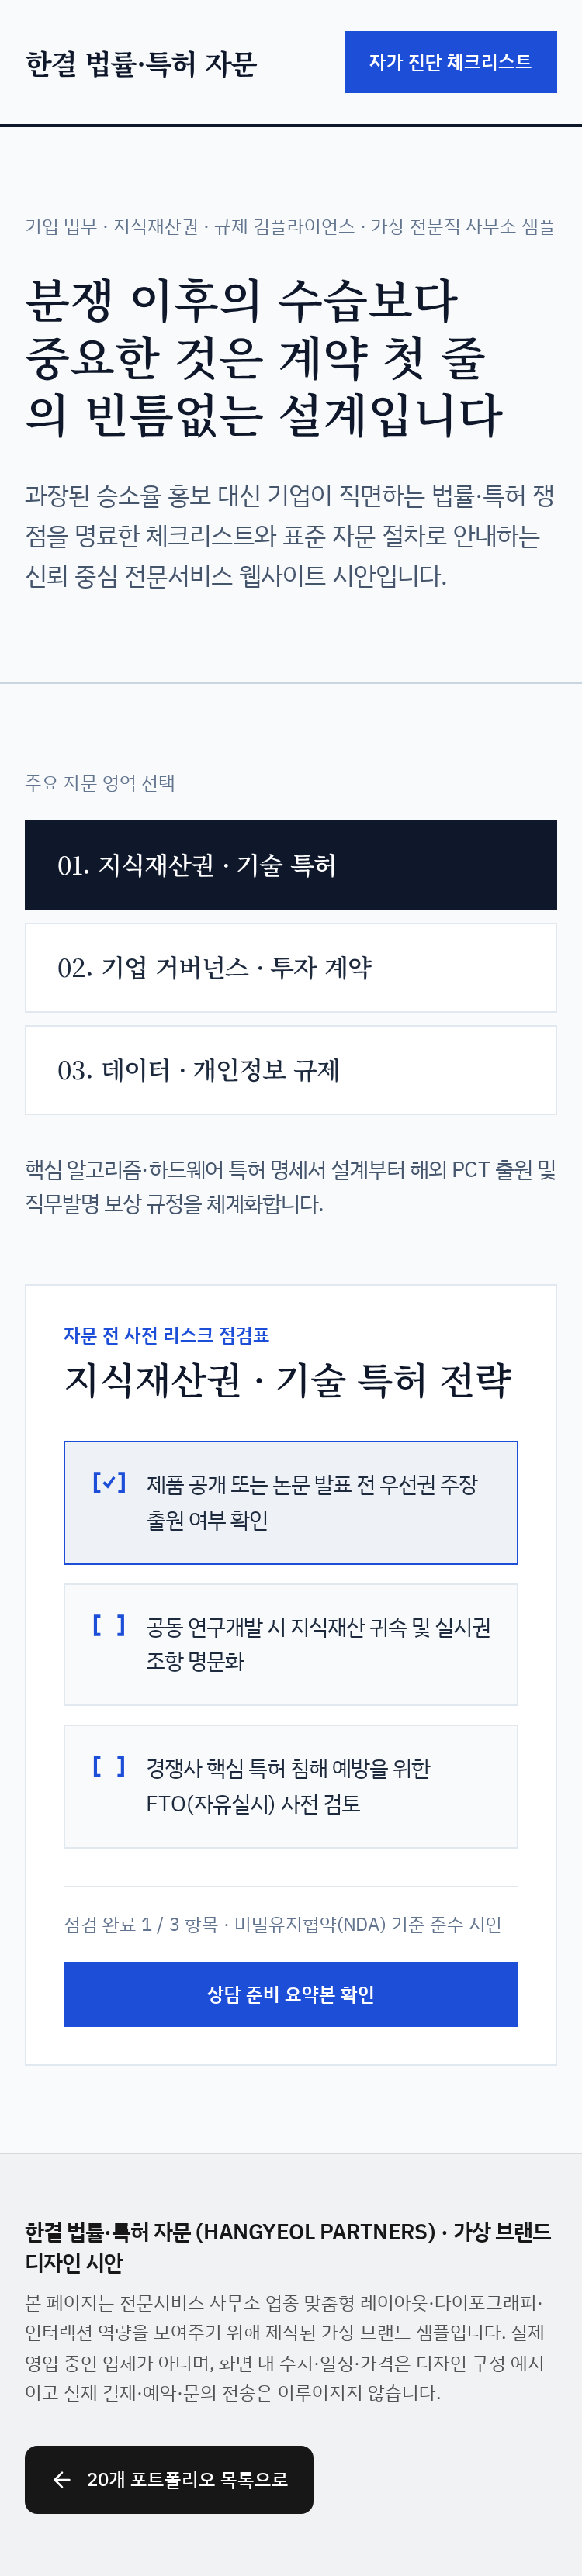 한결 법률·특허 자문
자가 진단 체크리스트
기업 법무 · 지식재산권 · 규제 컴플라이언스 · 가상 전문직 사무소 샘플
분쟁 이후의 수습보다
중요한 것은 계약 첫 줄
의 빈틈없는 설계입니다
과장된 승소율 홍보 대신 기업이 직면하는 법률·특허 쟁
점을 명료한 체크리스트와 표준 자문 절차로 안내하는
신뢰 중심 전문서비스 웹사이트 시안입니다.
주요 자문 영역 선택
01. 지식재산권 · 기술 특허
02. 기업 거버넌스 · 투자 계약
03. 데이터 · 개인정보 규제
핵심 알고리즘·하드웨어 특허 명세서 설계부터 해외 PCT 출원 및
직무발명 보상 규정을 체계화합니다.
자문 전 사전 리스크 점검표
지식재산권 · 기술 특허 전략
[✓] 제품 공개 또는 논문 발표 전 우선권 주장
출원 여부 확인
[ ] 공동 연구개발 시 지식재산 귀속 및 실시권
조항 명문화
[ ] 경쟁사 핵심 특허 침해 예방을 위한
FTO(자유실시) 사전 검토
점검 완료 1 / 3 항목 · 비밀유지협약(NDA) 기준 준수 시안
상담 준비 요약본 확인
한결 법률·특허 자문 (HANGYEOL PARTNERS) · 가상 브랜드
디자인 시안
본 페이지는 전문서비스 사무소 업종 맞춤형 레이아웃·타이포그래피·
인터랙션 역량을 보여주기 위해 제작된 가상 브랜드 샘플입니다. 실제
영업 중인 업체가 아니며, 화면 내 수치·일정·가격은 디자인 구성 예시
이고 실제 결제·예약·문의 전송은 이루어지지 않습니다.
← 20개 포트폴리오 목록으로